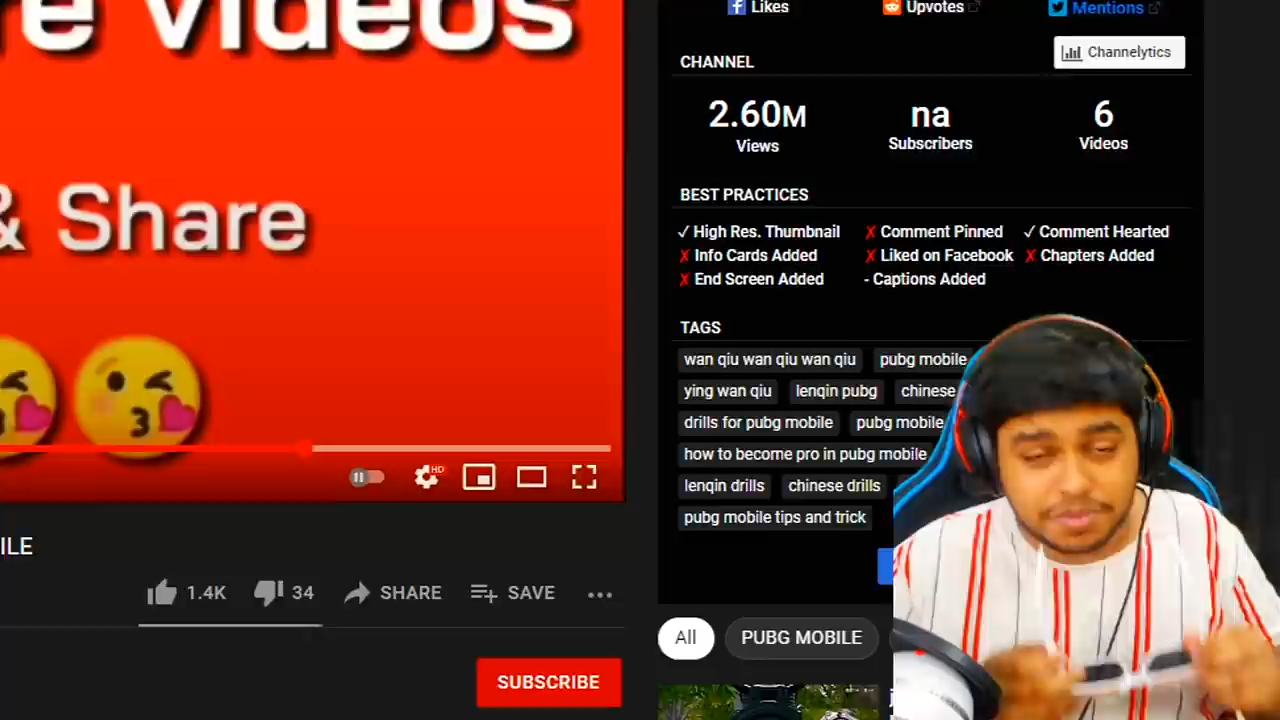 re videos
& Share
HD
ILE
1.4K 34 SHARE SAVE
SUBSCRIBE
Likes Upvotes Mentions
Channelytics
CHANNEL
2.60M na 6
Views Subscribers Videos
BEST PRACTICES
✓ High Res. Thumbnail ✗ Comment Pinned ✓ Comment Hearted
✗ Info Cards Added ✗ Liked on Facebook ✗ Chapters Added
✗ End Screen Added - Captions Added
TAGS
wan qiu wan qiu wan qiu pubg mobile
ying wan qiu lenqin pubg chinese
drills for pubg mobile pubg mobile
how to become pro in pubg mobile
lenqin drills chinese drills
pubg mobile tips and trick
All PUBG MOBILE